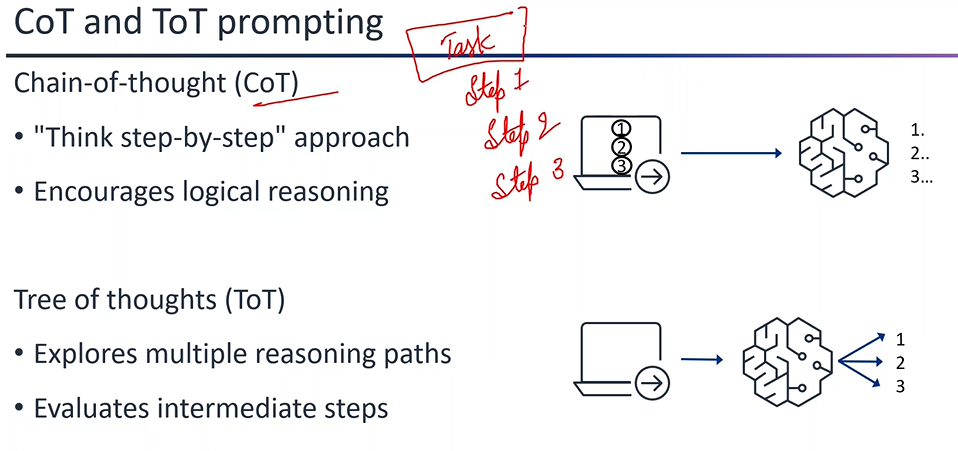 CoT and ToT prompting
Task
Chain-of-thought (CoT)
Step 1
• "Think step-by-step" approach
Step 2
• Encourages logical reasoning
Step 3
1
2
3
1.
2..
3...
Tree of thoughts (ToT)
• Explores multiple reasoning paths
• Evaluates intermediate steps
1
2
3